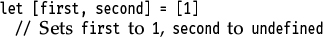 let [first, second] = [1]
// Sets first to 1, second to undefined